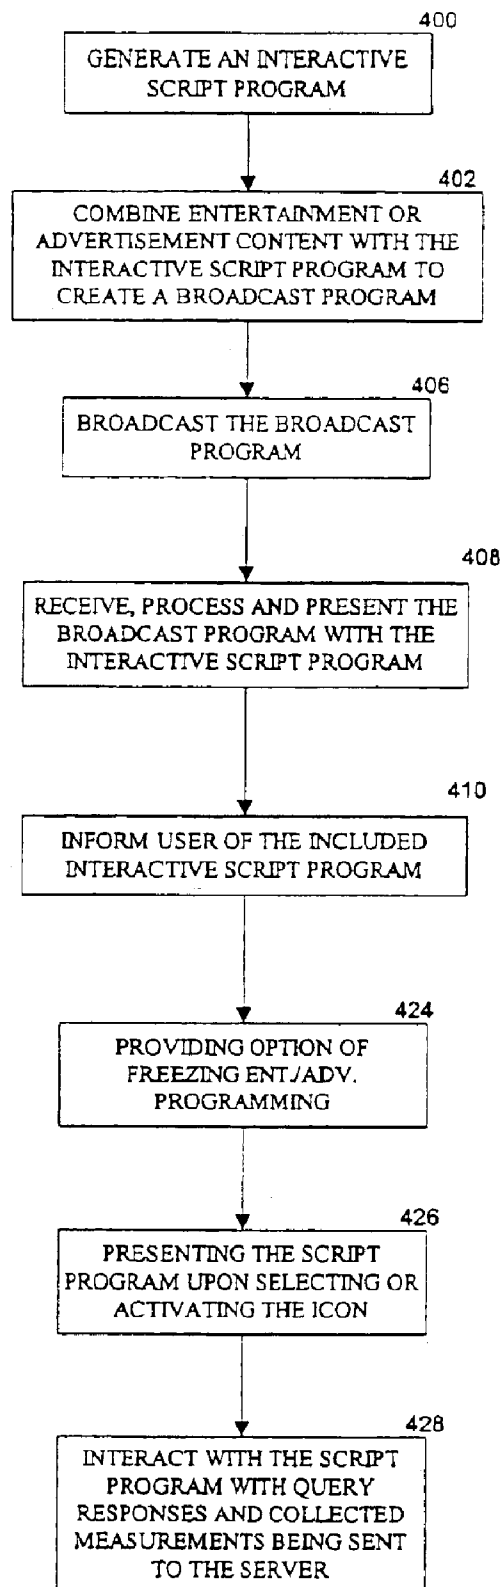 400
GENERATE AN INTERACTIVE
SCRIPT PROGRAM
402
COMBINE ENTERTAINMENT OR
ADVERTISEMENT CONTENT WITH THE
INTERACTIVE SCRIPT PROGRAM TO
CREATE A BROADCAST PROGRAM
406
BROADCAST THE BROADCAST
PROGRAM
408
RECEIVE, PROCESS AND PRESENT THE
BROADCAST PROGRAM WITH THE
INTERACTIVE SCRIPT PROGRAM
410
INFORM USER OF THE INCLUDED
INTERACTIVE SCRIPT PROGRAM
424
PROVIDING OPTION OF
FREEZING ENT./ADV.
PROGRAMMING
426
PRESENTING THE SCRIPT
PROGRAM UPON SELECTING OR
ACTIVATING THE ICON
428
INTERACT WITH THE SCRIPT
PROGRAM WITH QUERY
RESPONSES AND COLLECTED
MEASUREMENTS BEING SENT
TO THE SERVER